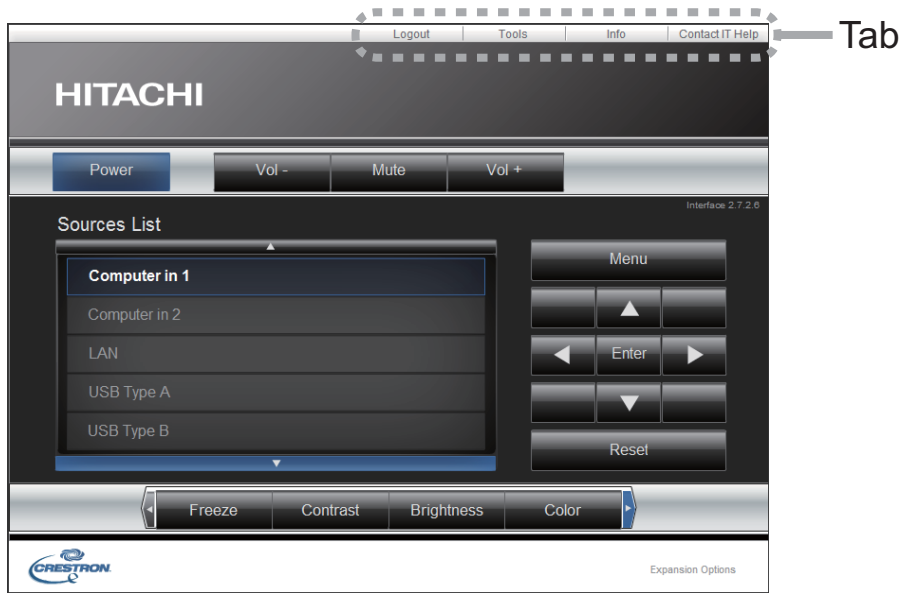 Logout Tools Info Contact IT Help
Tab
HITACHI
Power Vol - Mute Vol +
Interface 2.7.2.6
Sources List
Computer in 1
Computer in 2
LAN
USB Type A
USB Type B
Menu
Enter
Reset
Freeze Contrast Brightness Color
CRESTRON
Expansion Options